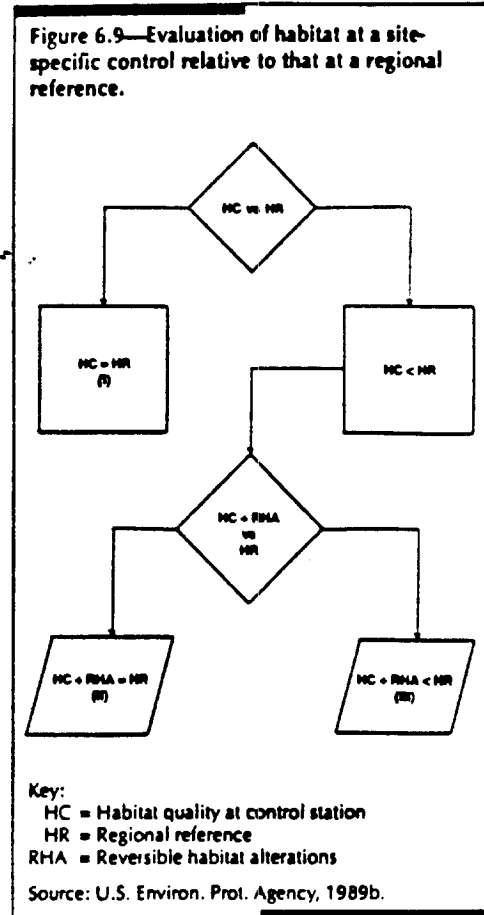 Figure 6.9—Evaluation of habitat at a site-
specific control relative to that at a regional
reference.
HC vs HR
HC = HR
(I)
HC < HR
HC + RHA
vs
HR
HC + RHA = HR
(II)
HC + RHA < HR
(III)
Key:
HC = Habitat quality at control station
HR = Regional reference
RHA = Reversible habitat alterations
Source: U.S. Environ. Prot. Agency, 1989b.